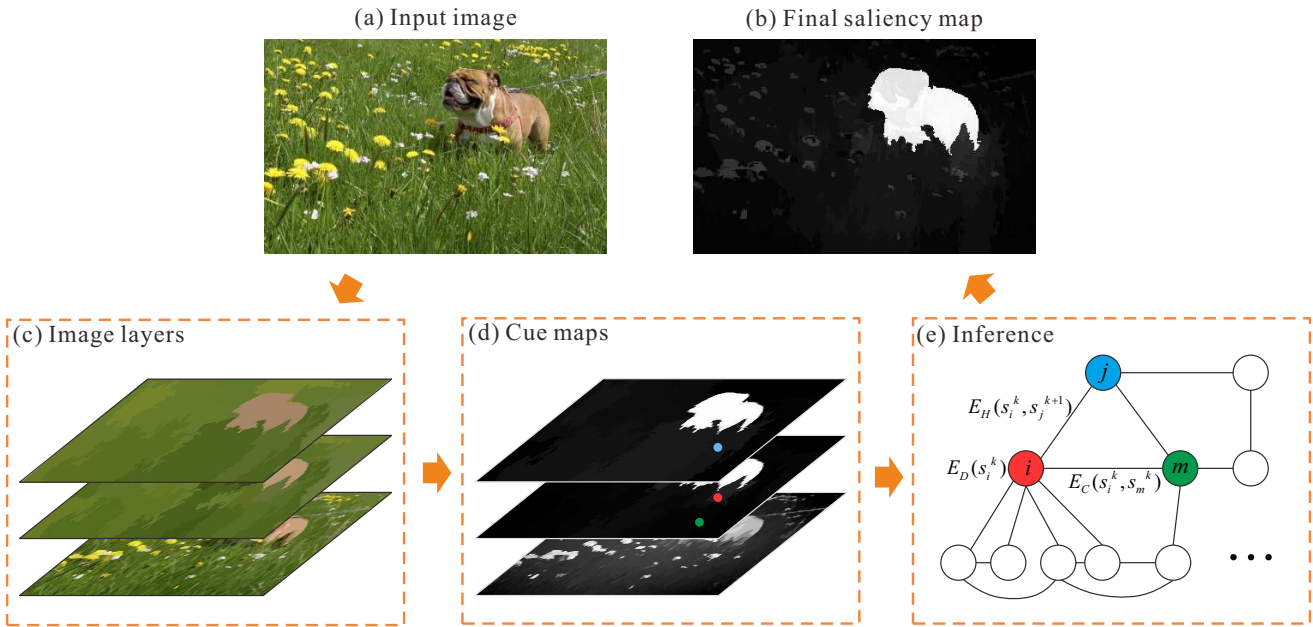 (a) Input image
(b) Final saliency map
(c) Image layers
(d) Cue maps
(e) Inference
j
E_H(s_i^k, s_j^{k+1})
E_D(s_i^k)
i
E_C(s_i^k, s_m^k)
m
• • •